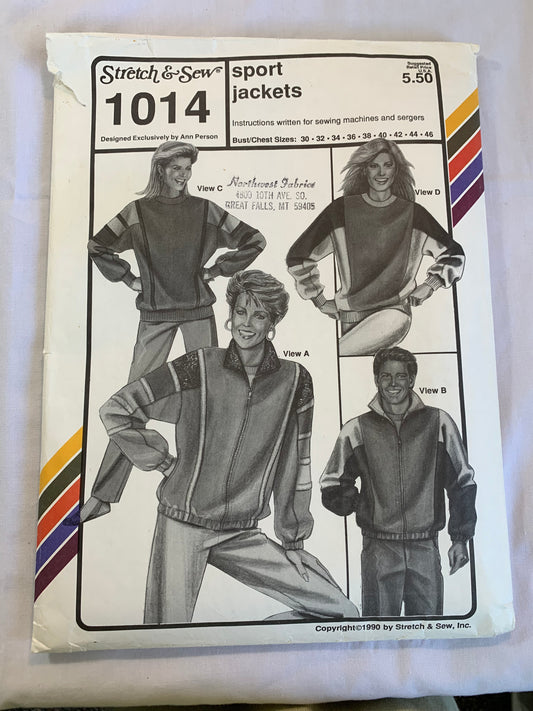 Stretch & Sew®
1014
Designed Exclusively by Ann Person
sport
jackets
Suggested
Retail Price
U.S.A.
5.50
Instructions written for sewing machines and sergers
Bust/Chest Sizes: 30 • 32 • 34 • 36 • 38 • 40 • 42 • 44 • 46
View C
Northwest Fabrics
4800 10TH AVE. SO.
GREAT FALLS, MT 59405
View D
View A
View B
Copyright©1990 by Stretch & Sew, Inc.